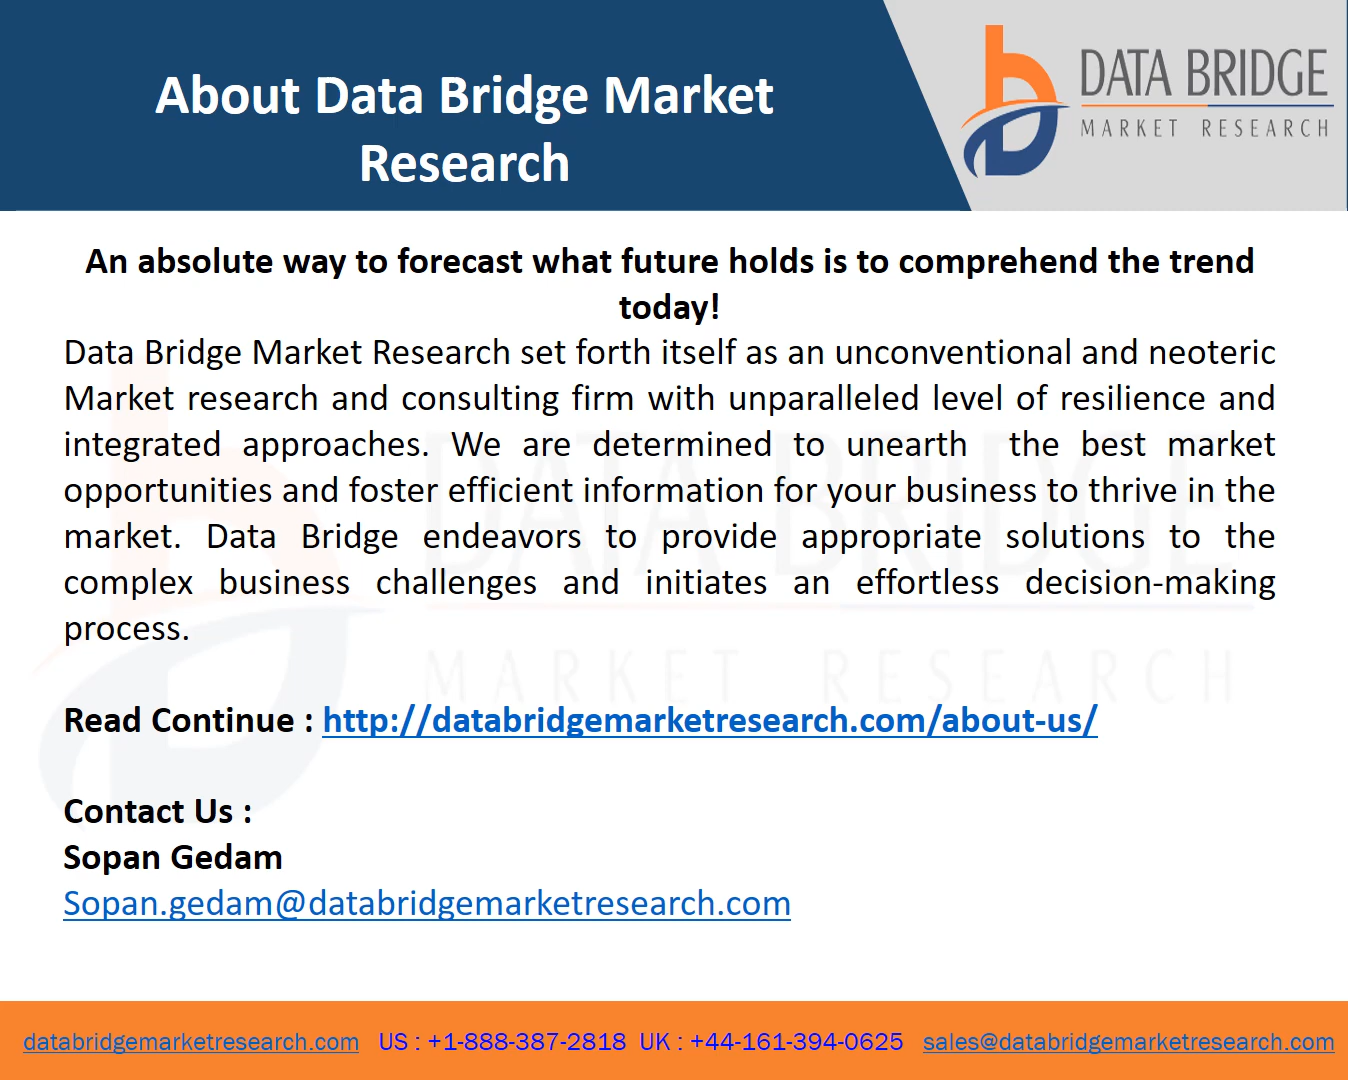 About Data Bridge Market
Research
DATA BRIDGE
MARKET RESEARCH
An absolute way to forecast what future holds is to comprehend the trend
today!
Data Bridge Market Research set forth itself as an unconventional and neoteric
Market research and consulting firm with unparalleled level of resilience and
integrated approaches. We are determined to unearth the best market
opportunities and foster efficient information for your business to thrive in the
market. Data Bridge endeavors to provide appropriate solutions to the
complex business challenges and initiates an effortless decision-making
process.
DATA BRIDGE
MARKET RESEARCH
Read Continue : http://databridgemarketresearch.com/about-us/
Contact Us :
Sopan Gedam
Sopan.gedam@databridgemarketresearch.com
databridgemarketresearch.com US : +1-888-387-2818 UK : +44-161-394-0625 sales@databridgemarketresearch.com